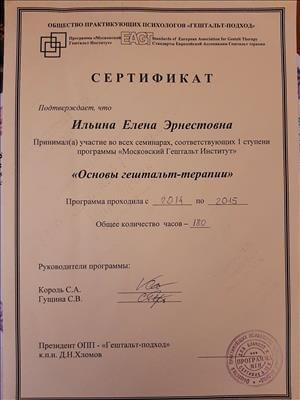 ОБЩЕСТВО ПРАКТИКУЮЩИХ ПСИХОЛОГОВ «ГЕШТАЛЬТ-ПОДХОД»
Программа «Московский
Гештальт Институт»
EAGT
Standards of European Association for Gestalt Therapy
Стандарты Европейской Ассоциации Гештальт терапии
СЕРТИФИКАТ
Подтверждает, что
Ильина Елена Эрнестовна
Принимал(а) участие во всех семинарах, соответствующих 1 ступени
программы «Московский Гештальт Институт»
«Основы гештальт-терапии»
Программа проходила с 2014 по 2015
Общее количество часов – 180
Руководители программы:
Король С.А.
Гущина С.В.
Президент ОПП - «Гештальт-подход»
к.п.н. Д.Н.Хломов